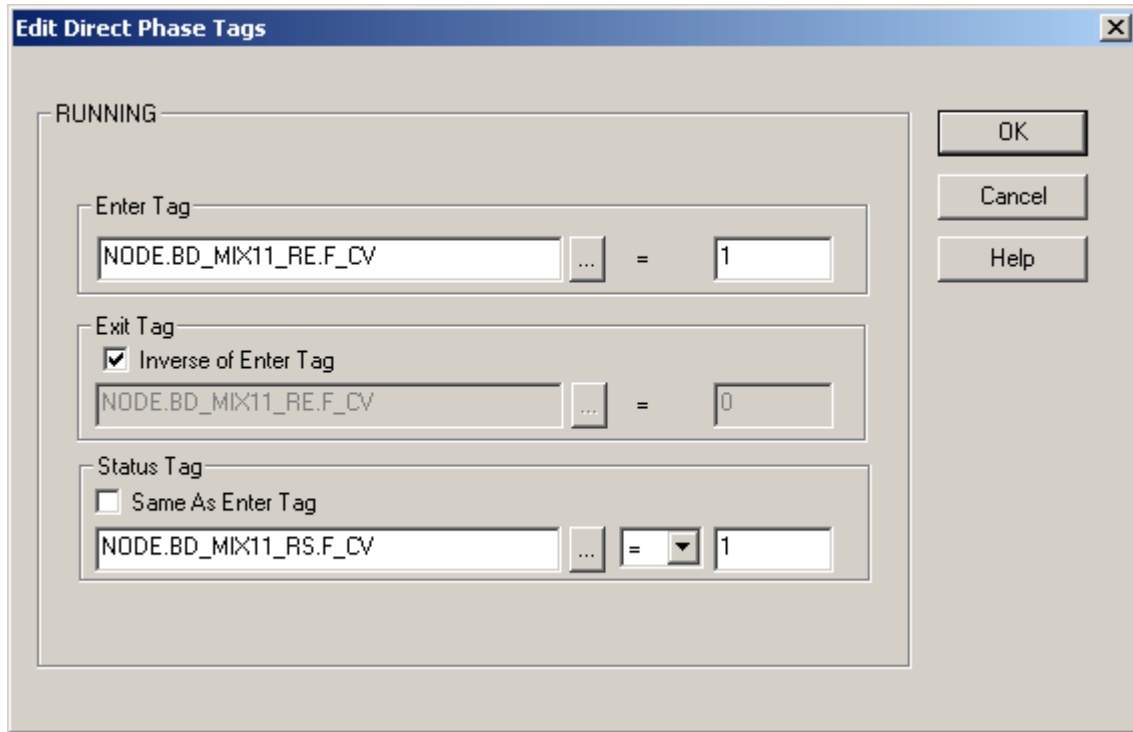 Edit Direct Phase Tags
RUNNING
OK
Cancel
Help
Enter Tag
NODE.BD_MIX11_RE.F_CV ... = 1
Exit Tag
Inverse of Enter Tag
NODE.BD_MIX11_RE.F_CV ... = 0
Status Tag
Same As Enter Tag
NODE.BD_MIX11_RS.F_CV ... = 1